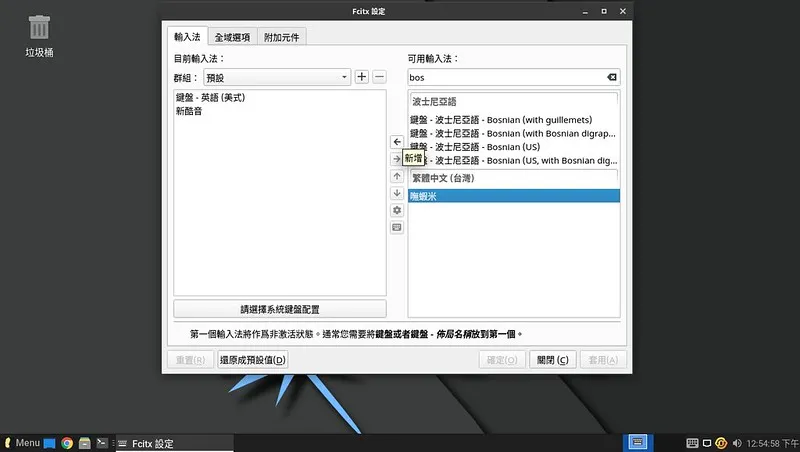 垃圾桶
Fcitx 設定
輸入法
全域選項
附加元件
目前輸入法：
群組：
預設
鍵盤 - 英語 (美式)
新酷音
請選擇系統鍵盤配置
可用輸入法：
bos
波士尼亞語
鍵盤 - 波士尼亞語 - Bosnian (with guillemets)
鍵盤 - 波士尼亞語 - Bosnian (with Bosnian digrap...
鍵盤 - 波士尼亞語 - Bosnian (US)
盤 - 波士尼亞語 - Bosnian (US, with Bosnian dig...
新增
繁體中文 (台灣)
嘸蝦米
第一個輸入法將作爲非激活狀態。通常您需要將鍵盤或者鍵盤 - 佈局名稱放到第一個。
重置(R)
還原成預設值(D)
確定(O)
關閉 (C)
套用(A)
Menu
Fcitx 設定
12:54:58 下午